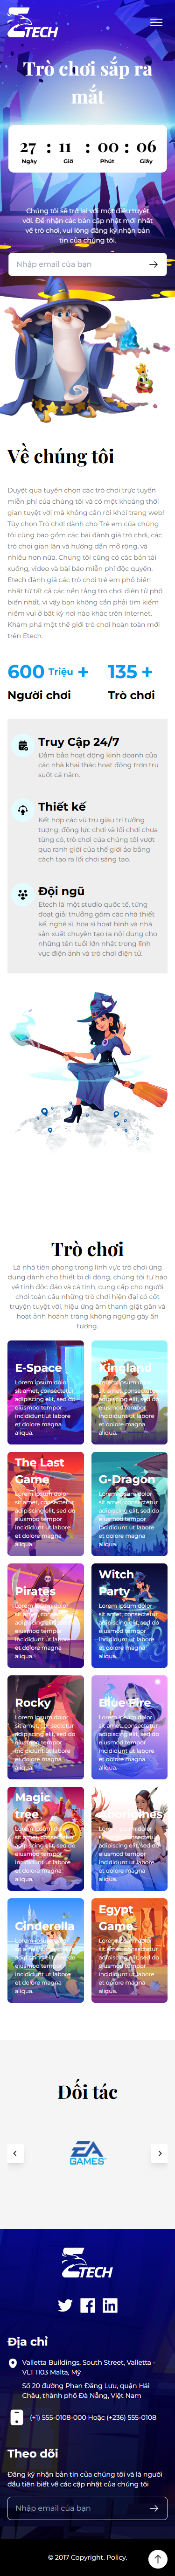 ETECH
Trò chơi sắp ra
mắt
27 : 11 : 00 : 06
Ngày Giờ Phút Giây
Chúng tôi sẽ trở lại với một điều tuyệt
vời. Để nhận các bản cập nhật mới nhất
về trò chơi, vui lòng đăng ký nhận bản
tin của chúng tôi.
Nhập email của bạn
Về chúng tôi
Duyệt qua tuyển chọn các trò chơi trực tuyến
miễn phí của chúng tôi và có một khoảng thời
gian tuyệt vời mà không cần rời khỏi trang web!
Tùy chọn Trò chơi dành cho Trẻ em của chúng
tôi cũng bao gồm các bài đánh giá trò chơi, các
trò chơi gian lận và hướng dẫn mở rộng, và
nhiều hơn nữa. Chúng tôi cũng có các bản tải
xuống, video và bài báo miễn phí độc quyền.
Etech đánh giá các trò chơi trẻ em phổ biến
nhất từ tất cả các nền tảng trò chơi điện tử phổ
biến nhất, vì vậy bạn không cần phải tìm kiếm
niềm vui ở bất kỳ nơi nào khác trên Internet.
Khám phá một thế giới trò chơi hoàn toàn mới
trên Etech.
600 Triệu + 135 +
Người chơi Trò chơi
Truy Cập 24/7
Đảm bảo hoạt động kinh doanh của
các nhà khai thác hoạt động trơn tru
suốt cả năm.
Thiết kế
Kết hợp các vũ trụ giàu trí tưởng
tượng, động lực chơi và lối chơi chưa
từng có, trò chơi của chúng tôi vượt
qua ranh giới của thế giải ảo bằng
cách tạo ra lối chơi sáng tạo.
Đội ngũ
Etech là một studio quốc tế, từng
đoạt giải thưởng gồm các nhà thiết
kế, nghệ sĩ, họa sĩ hoạt hình và nhà
sản xuất chuyên tạo ra nội dung cho
những tên tuổi lớn nhất trong lĩnh
vực điện ảnh và trò chơi điện tử.
Trò chơi
Là nhà tiên phong trong lĩnh vực trò chơi ứng
dụng dành cho thiết bị di động, chúng tôi tự hào
về tính độc đáo và cá tính, cung cấp cho người
chơi toàn cầu những trò chơi hiện đại có cốt
truyện tuyệt vời, hiệu ứng âm thanh giật gân và
hoạt ảnh hoành tráng không ngừng gây ấn
tượng.
E-Space
Lorem ipsum dolor
sit amet, consectetur
adipiscing elit, sed do
eiusmod tempor
incididunt ut labore
et dolore magna
aliqua.
Kingland
Lorem ipsum dolor
sit amet, consectetur
adipiscing elit, sed do
eiusmod tempor
incididunt ut labore
et dolore magna
aliqua.
The Last
Game
Lorem ipsum dolor
sit amet, consectetur
adipiscing elit, sed do
eiusmod tempor
incididunt ut labore
et dolore magna
aliqua.
G-Dragon
Lorem ipsum dolor
sit amet, consectetur
adipiscing elit, sed do
eiusmod tempor
incididunt ut labore
et dolore magna
aliqua.
Pirates
Lorem ipsum dolor
sit amet, consectetur
adipiscing elit, sed do
eiusmod tempor
incididunt ut labore
et dolore magna
aliqua.
Witch
Party
Lorem ipsum dolor
sit amet, consectetur
adipiscing elit, sed do
eiusmod tempor
incididunt ut labore
et dolore magna
aliqua.
Rocky
Lorem ipsum dolor
sit amet, consectetur
adipiscing elit, sed do
eiusmod tempor
incididunt ut labore
et dolore magna
aliqua.
Blue Fire
Lorem ipsum dolor
sit amet, consectetur
adipiscing elit, sed do
eiusmod tempor
incididunt ut labore
et dolore magna
aliqua.
Magic
tree
Lorem ipsum dolor
sit amet, consectetur
adipiscing elit, sed do
eiusmod tempor
incididunt ut labore
et dolore magna
aliqua.
Aborigines
Lorem ipsum dolor
sit amet, consectetur
adipiscing elit, sed do
eiusmod tempor
incididunt ut labore
et dolore magna
aliqua.
Cinderella
Lorem ipsum dolor
sit amet, consectetur
adipiscing elit, sed do
eiusmod tempor
incididunt ut labore
et dolore magna
aliqua.
Egypt
Game
Lorem ipsum dolor
sit amet, consectetur
adipiscing elit, sed do
eiusmod tempor
incididunt ut labore
et dolore magna
aliqua.
Đối tác
EA
GAMES
ETECH
Địa chỉ
Valletta Buildings, South Street, Valletta -
VLT 1103 Malta, Mỹ
Số 20 đường Phan Đăng Lưu, quận Hải
Châu, thành phố Đà Nẵng, Việt Nam
(+1) 555-0108-000 Hoặc (+236) 555-0108
Theo dõi
Đăng ký nhận bản tin của chúng tôi và là người
đầu tiên biết về các cập nhật của chúng tôi
Nhập email của bạn
© 2017 Copyright. Policy.